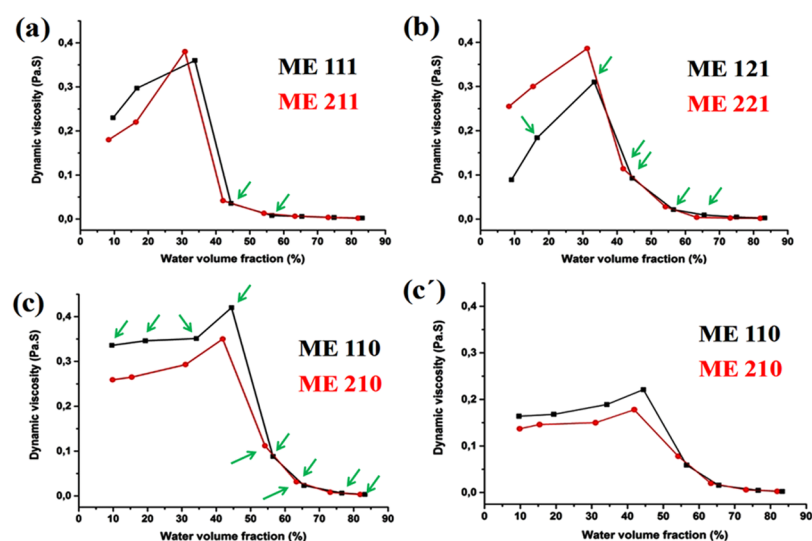 (a)
Dynamic viscosity (Pa.S)
0,4
0,3
0,2
0,1
0,0
ME 111
ME 211
0 10 20 30 40 50 60 70 80 90
Water volume fraction (%)
(b)
Dynamic viscosity (Pa.S)
0,4
0,3
0,2
0,1
0,0
ME 121
ME 221
0 10 20 30 40 50 60 70 80 90
Water volume fraction (%)
(c)
Dynamic viscosity (Pa.S)
0,4
0,3
0,2
0,1
0,0
ME 110
ME 210
0 10 20 30 40 50 60 70 80 90
Water volume fraction (%)
(c´)
Dynamic viscosity (Pa.S)
0,4
0,3
0,2
0,1
0,0
ME 110
ME 210
0 10 20 30 40 50 60 70 80 90
Water volume fraction (%)